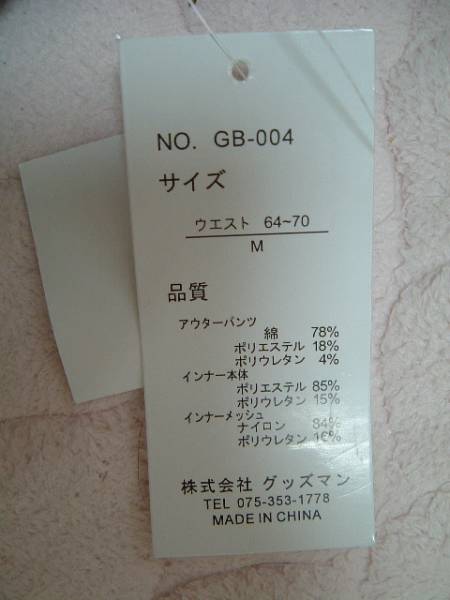 NO. GB-004
サイズ
ウエスト 64~70
M
品質
アウターパンツ
綿 78%
ポリエステル 18%
ポリウレタン 4%
インナー本体
ポリエステル 85%
ポリウレタン 15%
インナーメッシュ
ナイロン 84%
ポリウレタン 16%
株式会社 グッズマン
TEL 075-353-1778
MADE IN CHINA